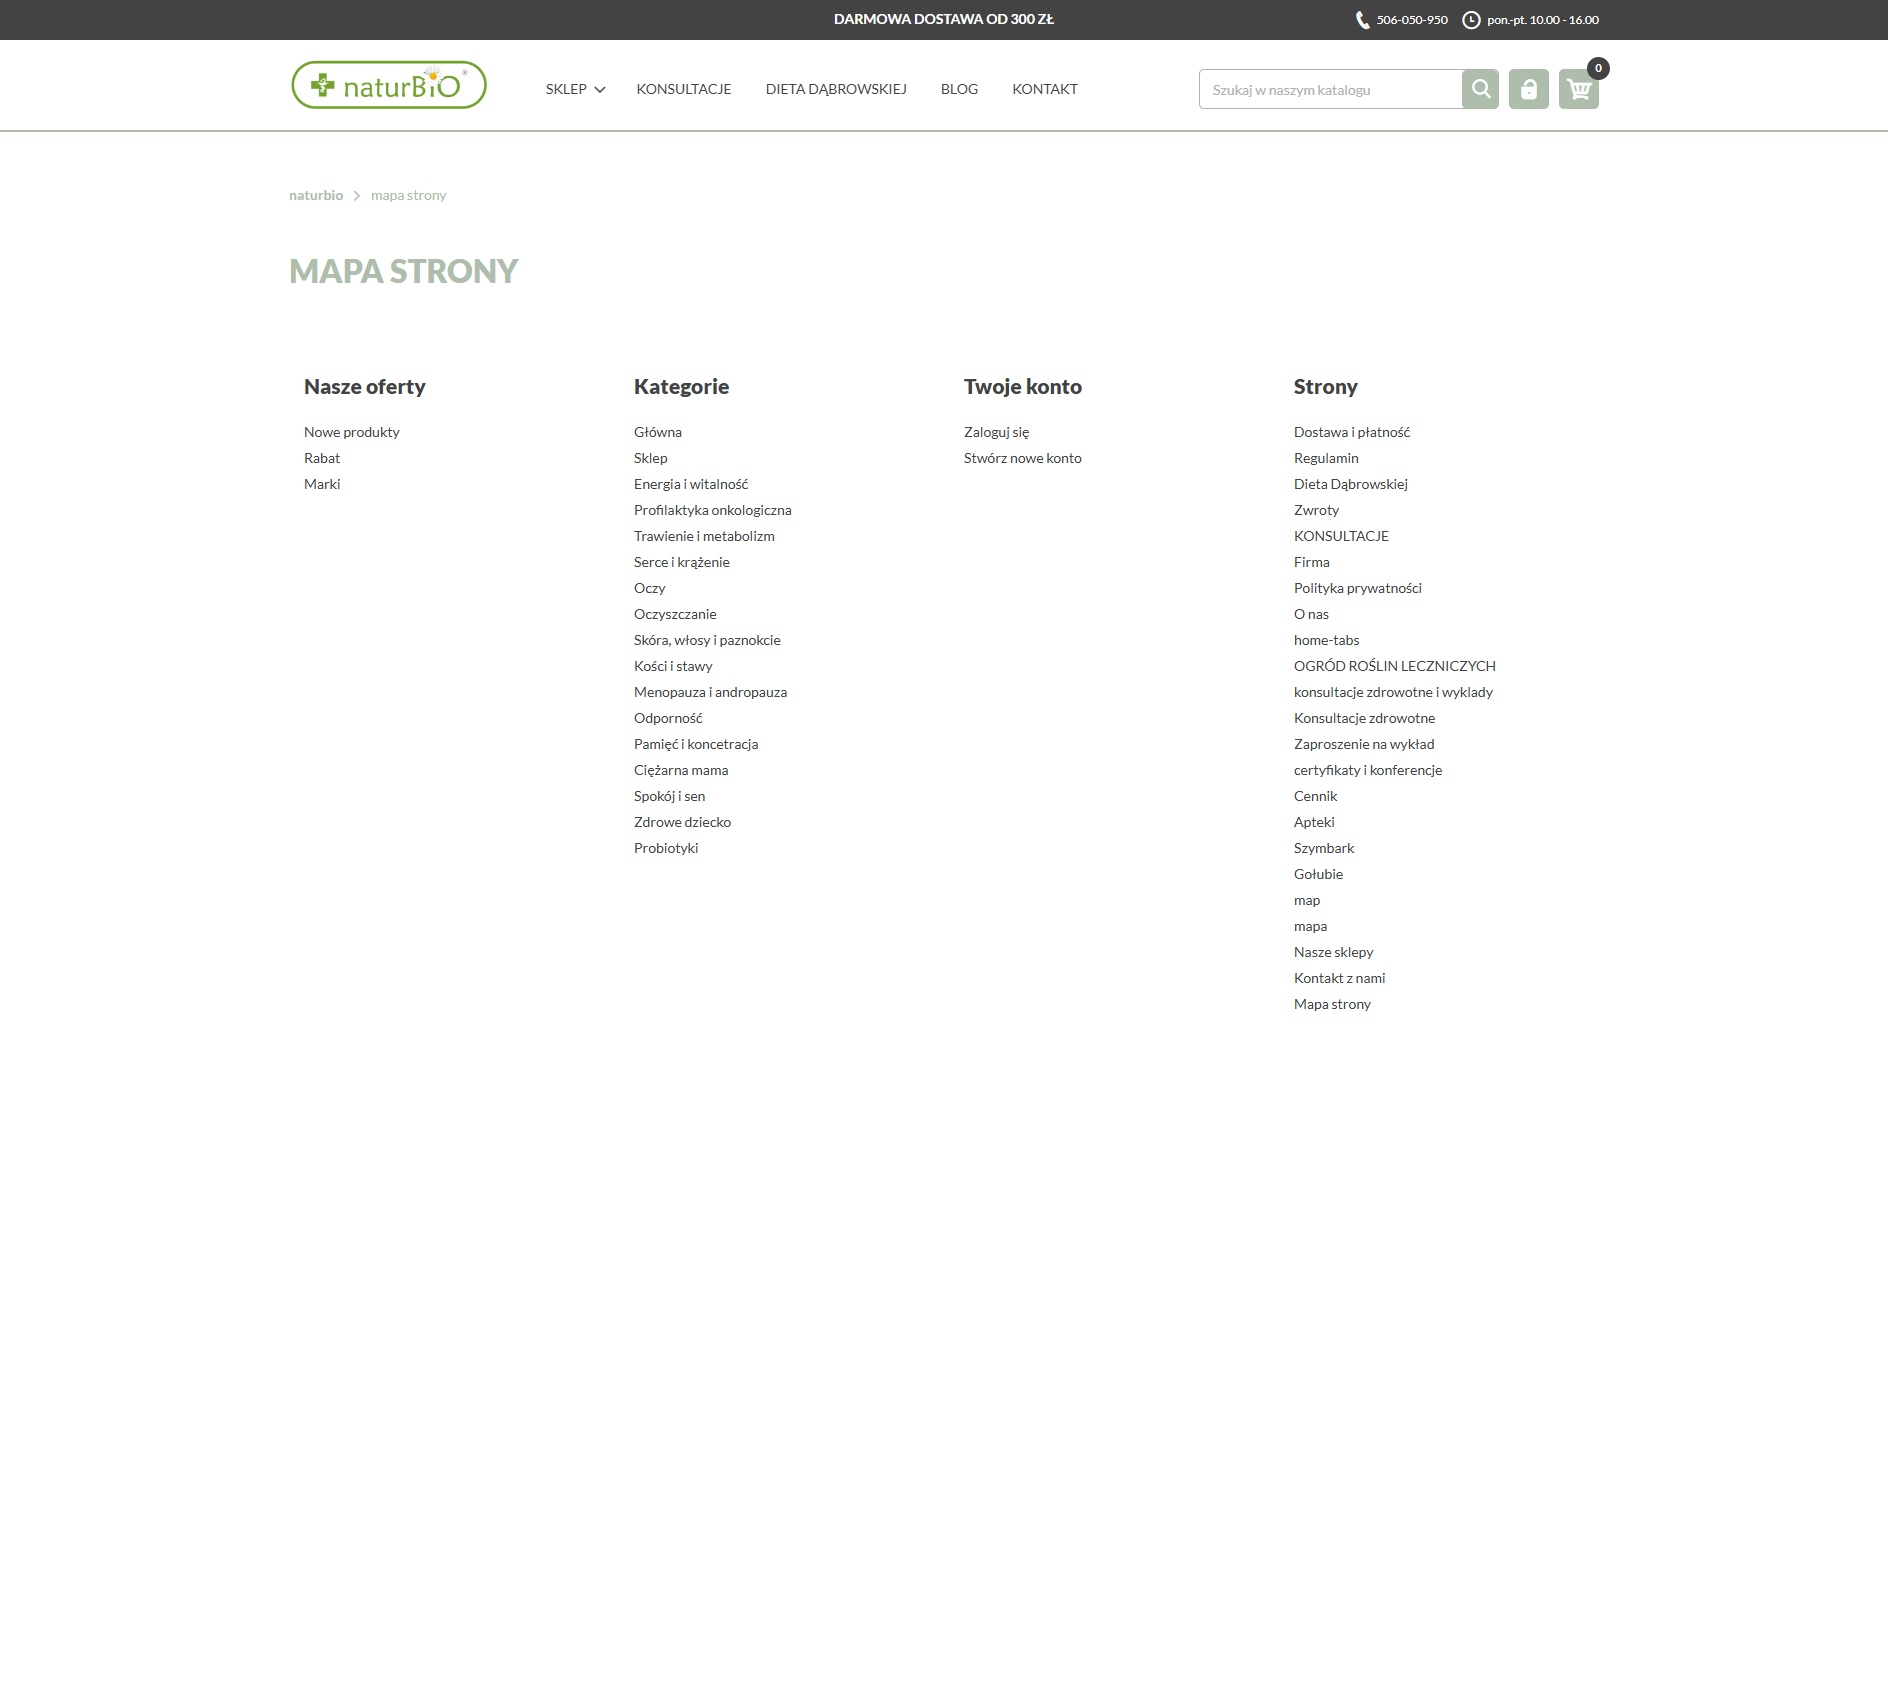 DARMOWA DOSTAWA OD 300 ZŁ
506-050-950
pon.-pt. 10.00 - 16.00
naturBiO ®
SKLEP
KONSULTACJE
DIETA DĄBROWSKIEJ
BLOG
KONTAKT
Szukaj w naszym katalogu
0
naturbio
mapa strony
MAPA STRONY
Nasze oferty
Nowe produkty
Rabat
Marki
Kategorie
Główna
Sklep
Energia i witalność
Profilaktyka onkologiczna
Trawienie i metabolizm
Serce i krążenie
Oczy
Oczyszczanie
Skóra, włosy i paznokcie
Kości i stawy
Menopauza i andropauza
Odporność
Pamięć i koncetracja
Ciężarna mama
Spokój i sen
Zdrowe dziecko
Probiotyki
Twoje konto
Zaloguj się
Stwórz nowe konto
Strony
Dostawa i płatność
Regulamin
Dieta Dąbrowskiej
Zwroty
KONSULTACJE
Firma
Polityka prywatności
O nas
home-tabs
OGRÓD ROŚLIN LECZNICZYCH
konsultacje zdrowotne i wyklady
Konsultacje zdrowotne
Zaproszenie na wykład
certyfikaty i konferencje
Cennik
Apteki
Szymbark
Gołubie
map
mapa
Nasze sklepy
Kontakt z nami
Mapa strony